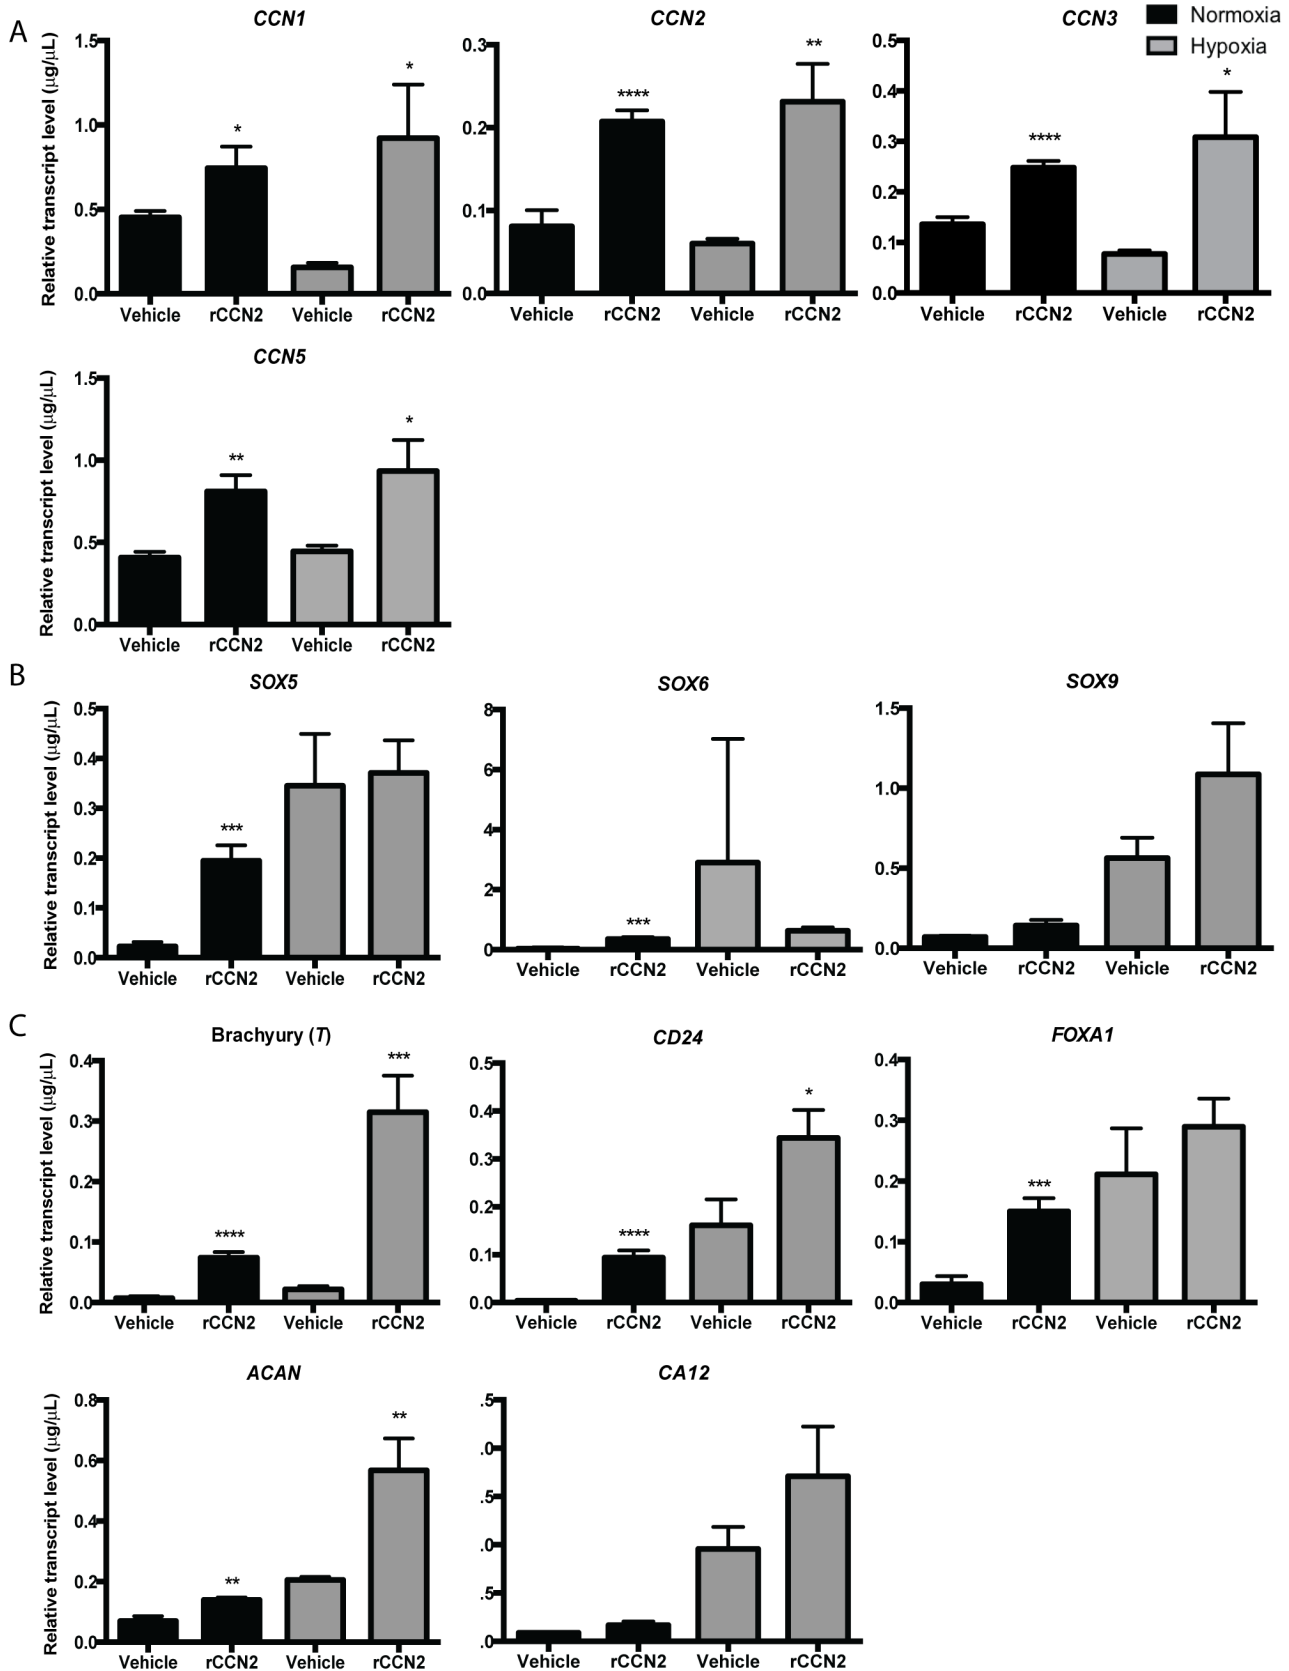 A
CCN1
CCN2
CCN3
Normoxia
Hypoxia
Relative transcript level (µg/µL)
1.5
1.0
0.5
0.0
*
*
Vehicle rCCN2 Vehicle rCCN2
0.3
0.2
0.1
0.0
****
**
Vehicle rCCN2 Vehicle rCCN2
0.5
0.4
0.3
0.2
0.1
0.0
****
*
Vehicle rCCN2 Vehicle rCCN2
CCN5
Relative transcript level (µg/µL)
1.5
1.0
0.5
0.0
**
*
Vehicle rCCN2 Vehicle rCCN2
B
SOX5
Relative transcript level (µg/µL)
0.5
0.4
0.3
0.2
0.1
0.0
***
Vehicle rCCN2 Vehicle rCCN2
SOX6
8
6
4
2
0
***
Vehicle rCCN2 Vehicle rCCN2
SOX9
1.5
1.0
0.5
0.0
Vehicle rCCN2 Vehicle rCCN2
C
Brachyury (T)
Relative transcript level (µg/µL)
0.4
0.3
0.2
0.1
0.0
****
***
Vehicle rCCN2 Vehicle rCCN2
CD24
0.5
0.4
0.3
0.2
0.1
0.0
****
*
Vehicle rCCN2 Vehicle rCCN2
FOXA1
0.4
0.3
0.2
0.1
0.0
***
Vehicle rCCN2 Vehicle rCCN2
ACAN
Relative transcript level (µg/µL)
0.8
0.6
0.4
0.2
0.0
**
**
Vehicle rCCN2 Vehicle rCCN2
CA12
.5
.0
.5
.0
.5
.0
Vehicle rCCN2 Vehicle rCCN2